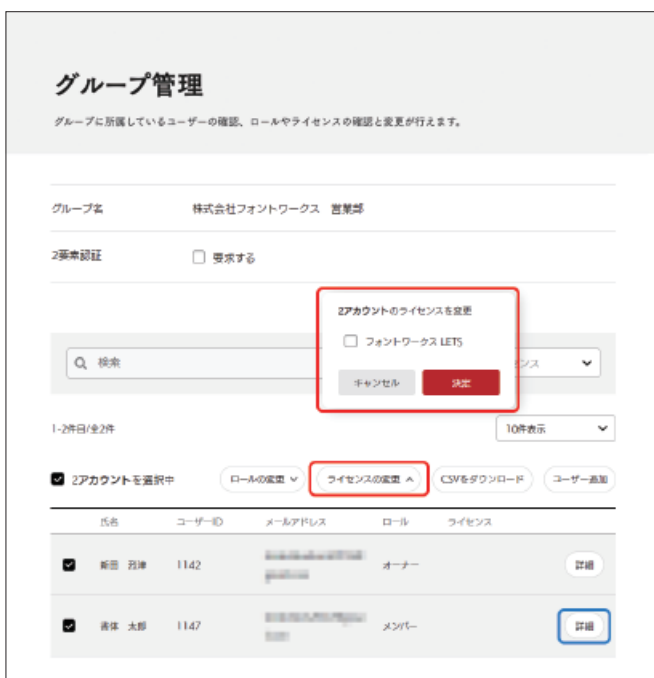 グループ管理
グループに所属しているユーザーの確認、ロールやライセンスの確認と変更が行えます。
グループ名 株式会社フォントワークス 営業部
2要素認証 要求する
2アカウントのライセンスを変更
フォントワークス LETS
キャンセル 決定
検索 センス
1-2件目/全2件 10件表示
2アカウントを選択中 ロールの変更 ライセンスの変更 CSVをダウンロード ユーザー追加
氏名 ユーザーID メールアドレス ロール ライセンス
1142 オーナー 詳細
書体 太郎 1147 メンバー 詳細